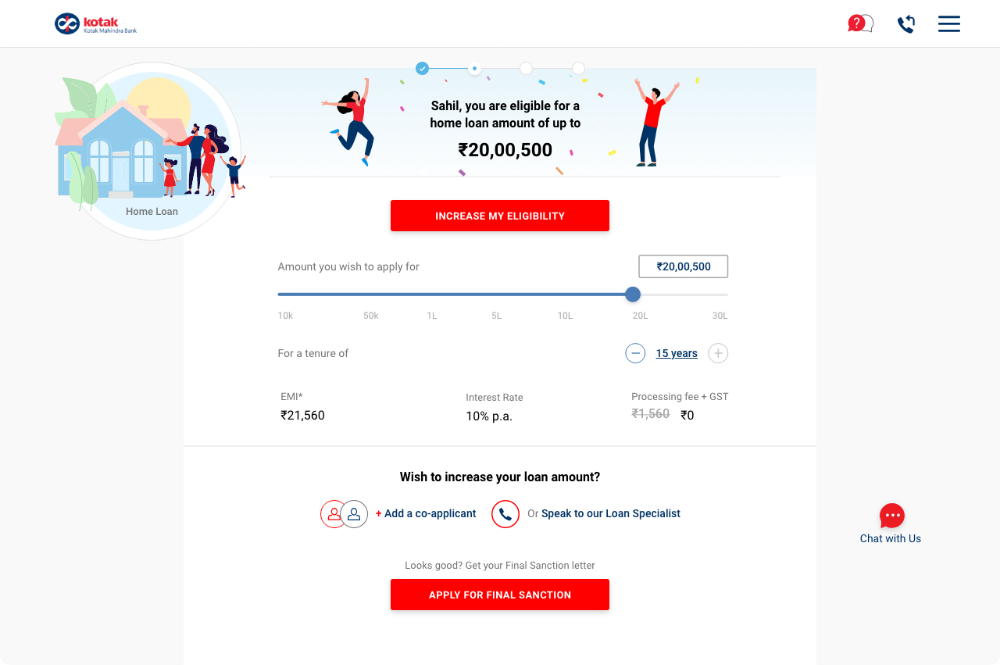 kotak
Kotak Mahindra Bank
?
Sahil, you are eligible for a
home loan amount of up to
₹20,00,500
Home Loan
INCREASE MY ELIGIBILITY
Amount you wish to apply for
₹20,00,500
10k 50k 1L 5L 10L 20L 30L
For a tenure of
15 years
EMI* Interest Rate Processing fee + GST
₹21,560 10% p.a. ₹1,560 ₹0
Wish to increase your loan amount?
+ Add a co-applicant Or Speak to our Loan Specialist
Chat with Us
Looks good? Get your Final Sanction letter
APPLY FOR FINAL SANCTION